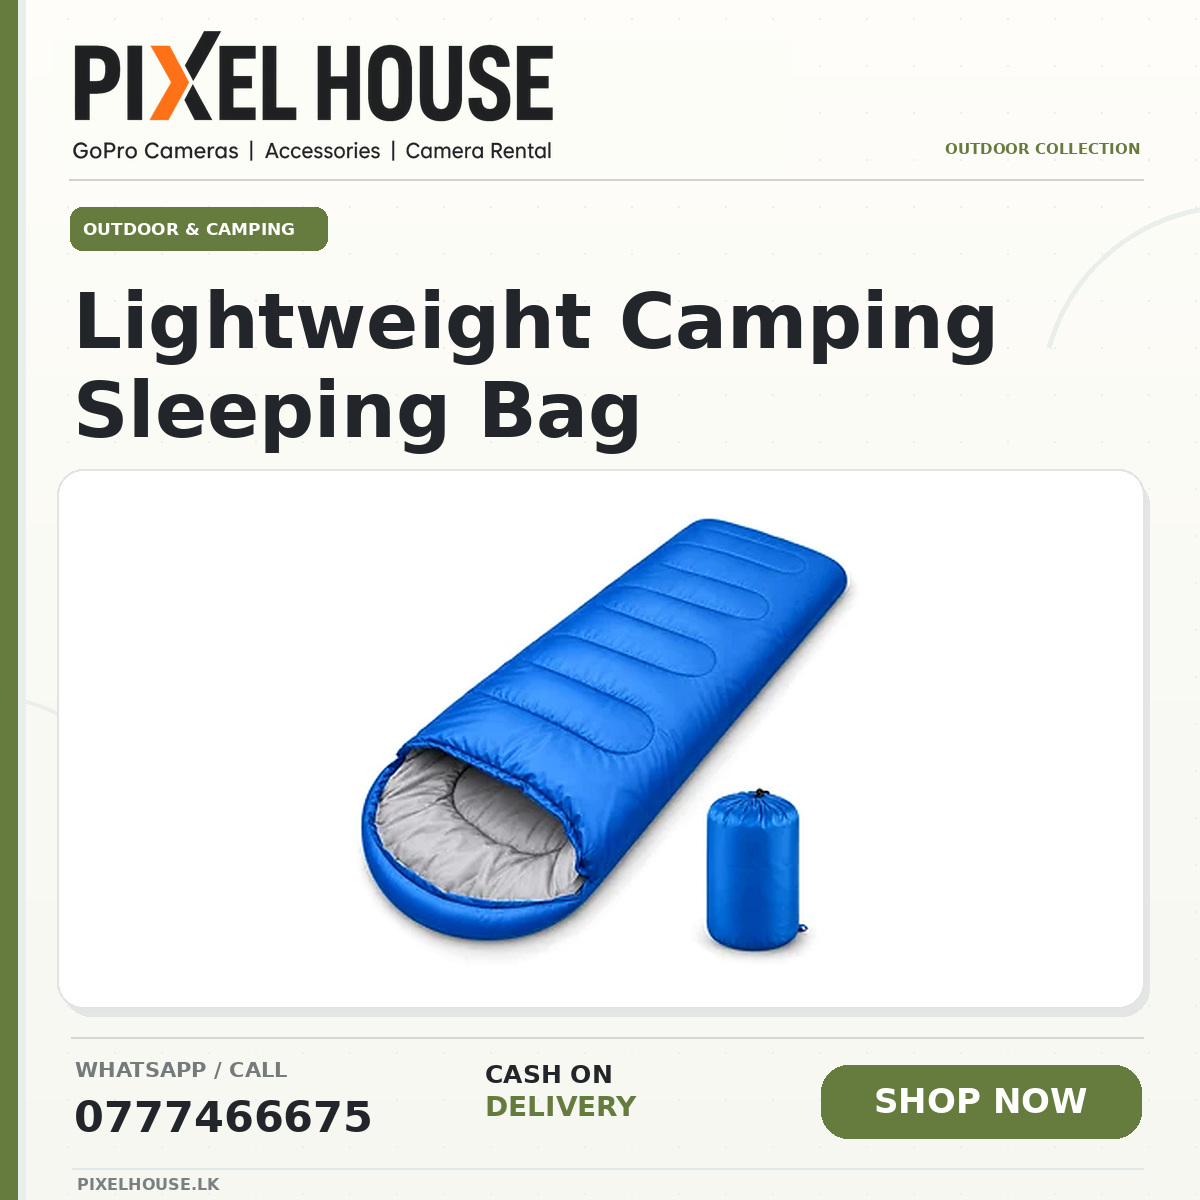 PIXEL HOUSE
GoPro Cameras | Accessories | Camera Rental
OUTDOOR COLLECTION
OUTDOOR & CAMPING
Lightweight Camping
Sleeping Bag
WHATSAPP / CALL
0777466675
CASH ON
DELIVERY
SHOP NOW
PIXELHOUSE.LK